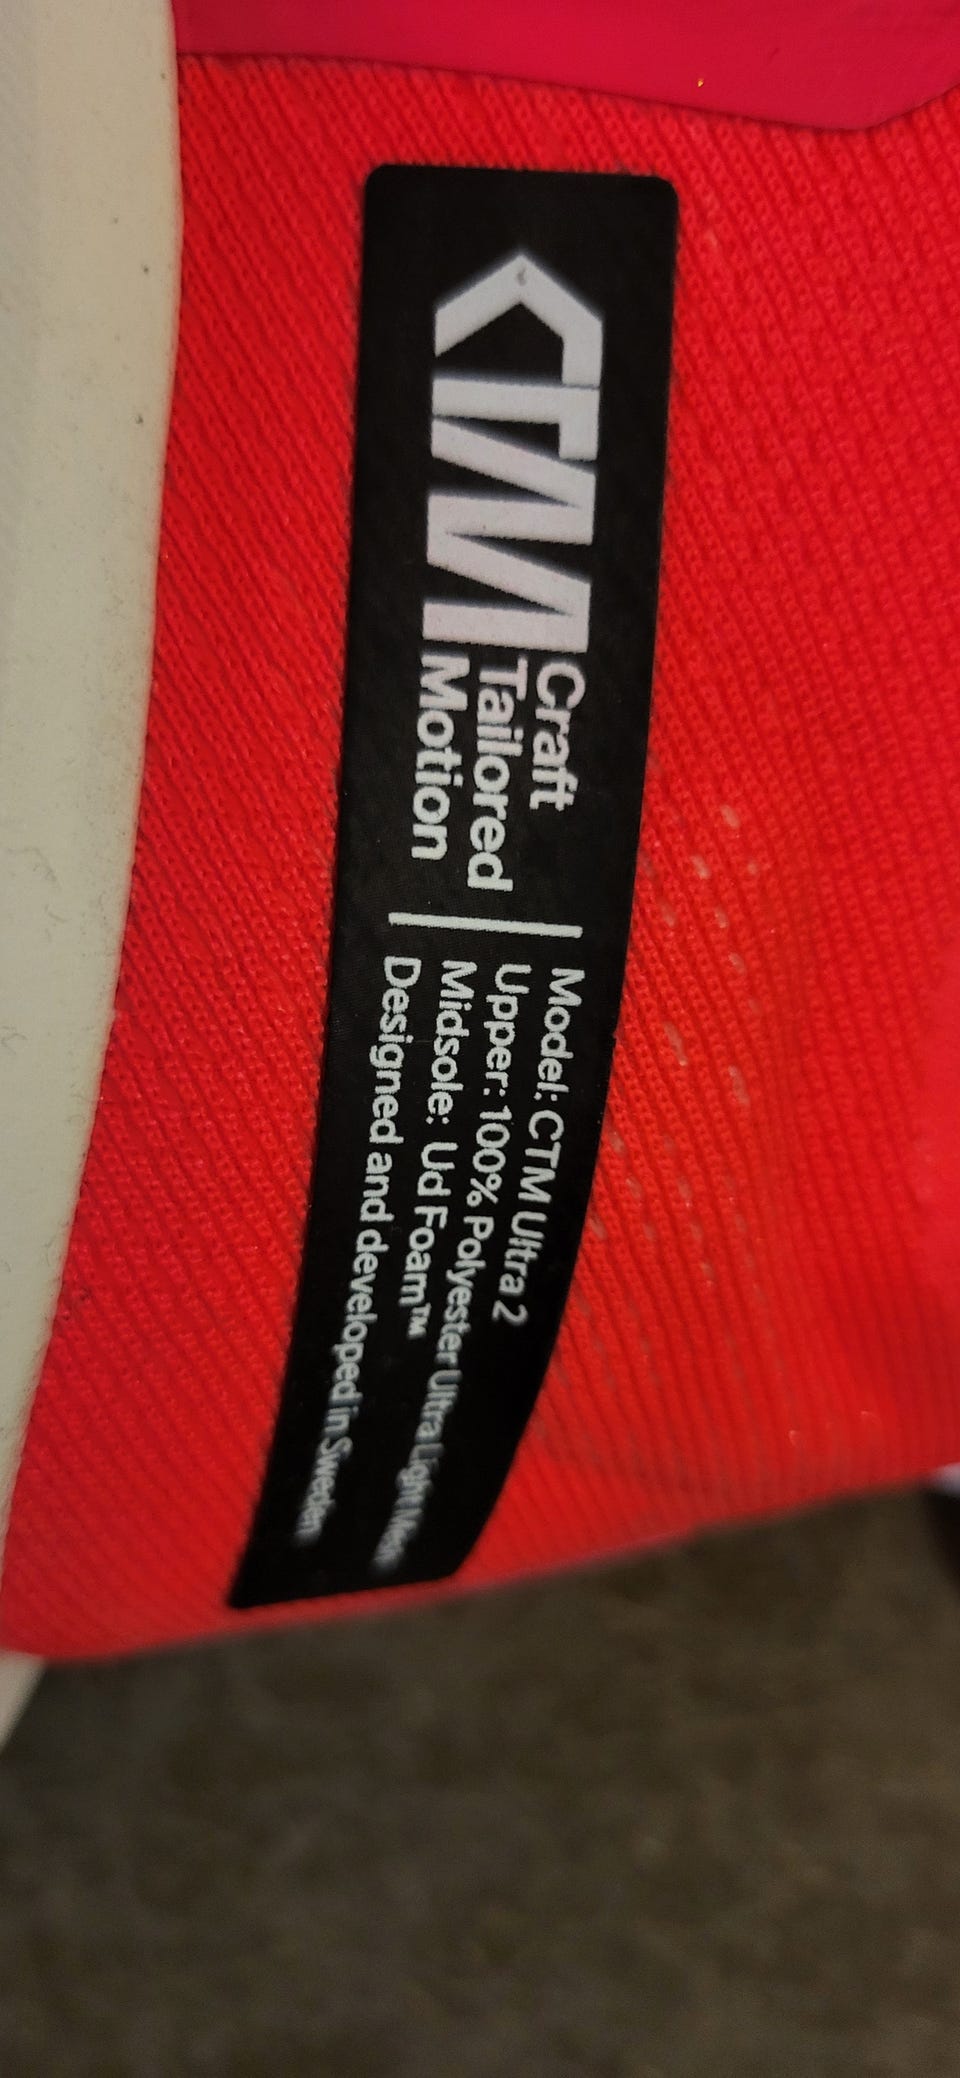 CTM
Craft
Tailored
Motion
Model: CTM Ultra 2
Upper: 100% Polyester Ultra Light Mesh
Midsole: Ud Foam™
Designed and developed in Sweden